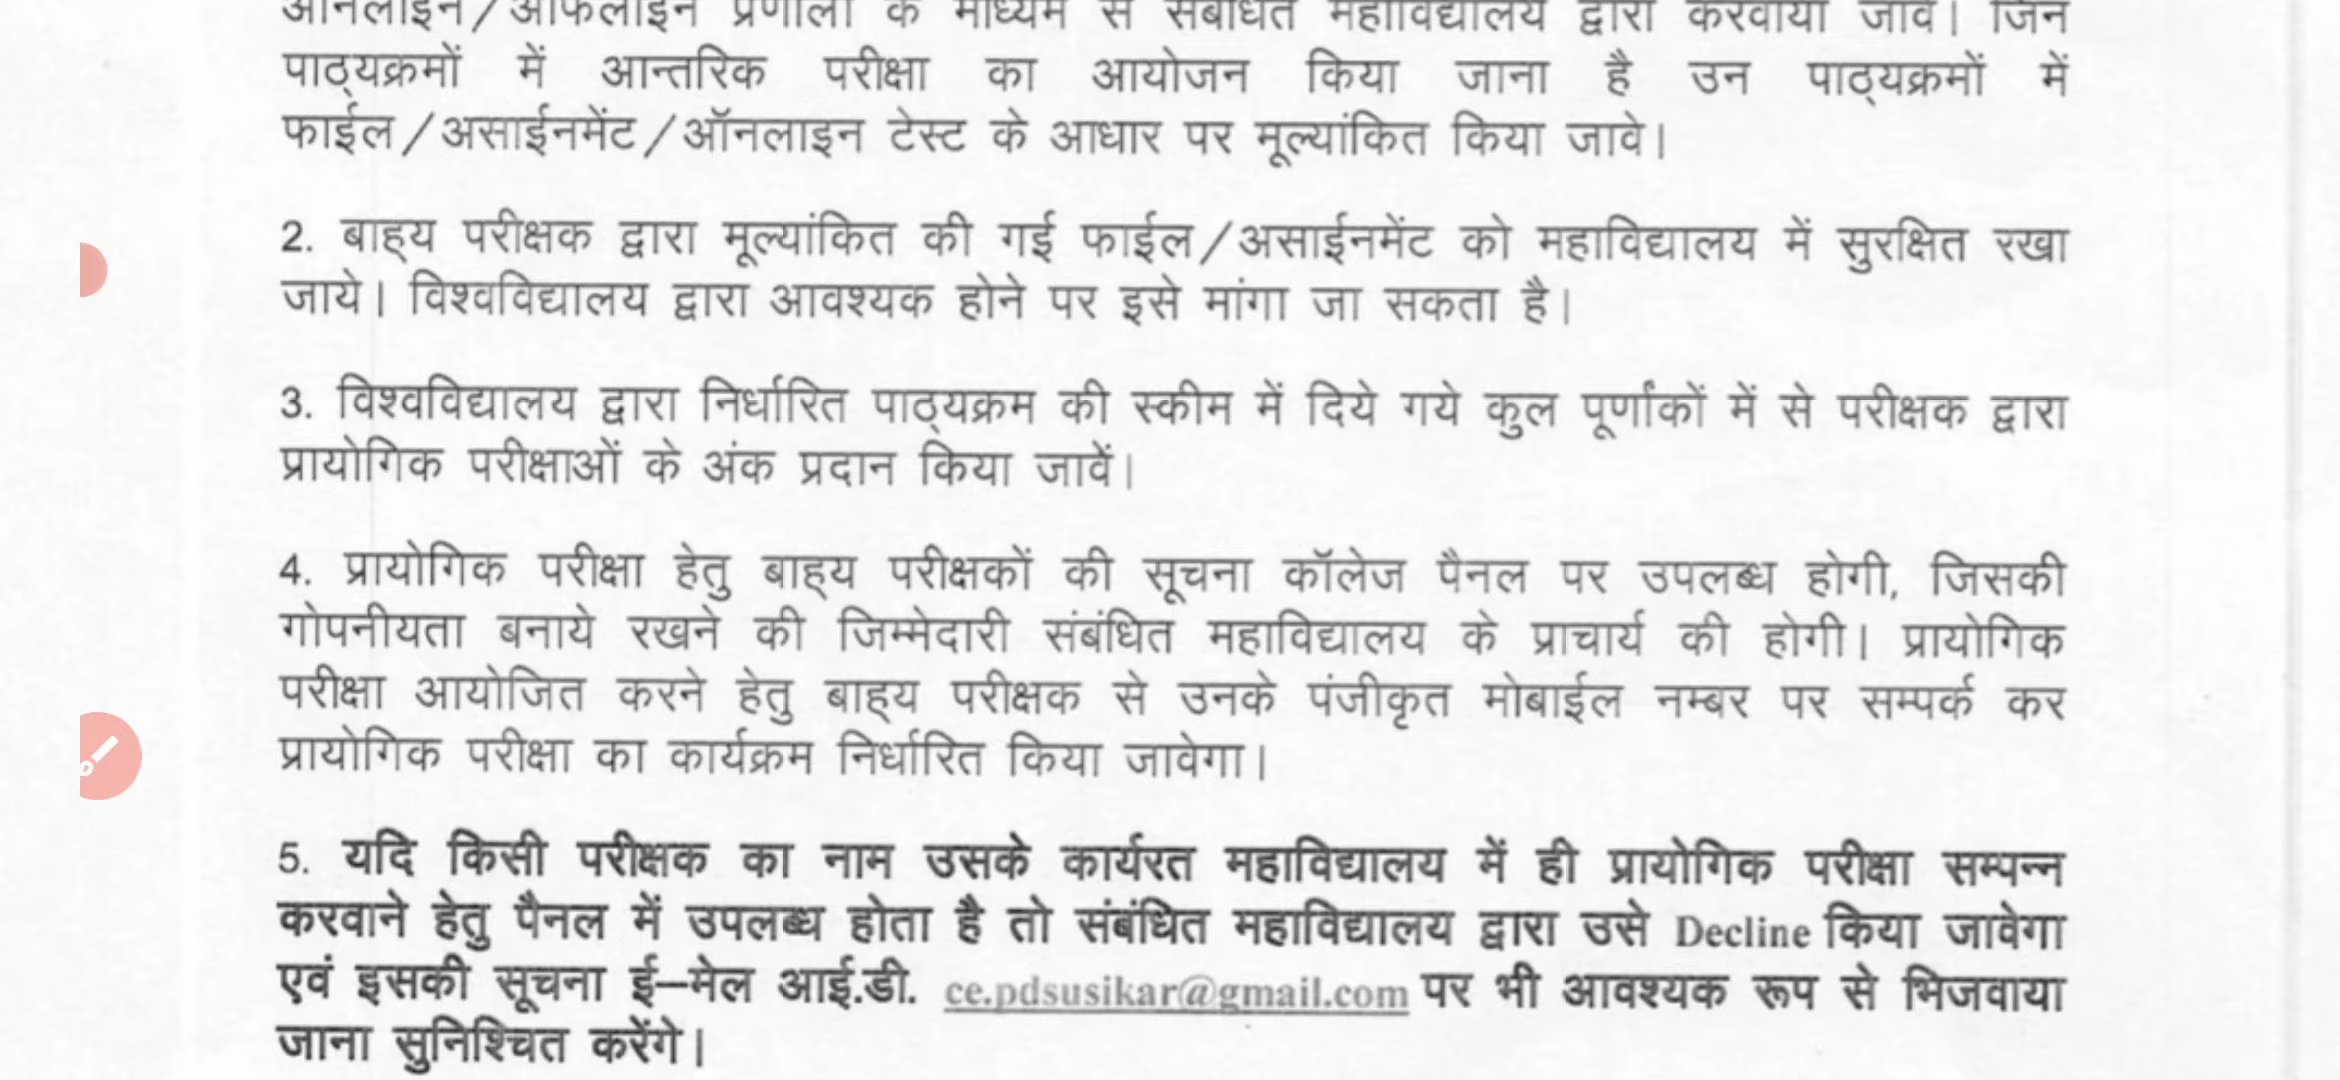 ऑनलाइन/ऑफलाइन प्रणाली के माध्यम से संबंधित महाविद्यालय द्वारा करवाया जावे। जिन
पाठ्यक्रमों में आन्तरिक परीक्षा का आयोजन किया जाना है उन पाठ्यक्रमों में
फाईल/असाईनमेंट/ऑनलाइन टेस्ट के आधार पर मूल्यांकित किया जावे।
2. बाह्य परीक्षक द्वारा मूल्यांकित की गई फाईल/असाईनमेंट को महाविद्यालय में सुरक्षित रखा
जाये। विश्वविद्यालय द्वारा आवश्यक होने पर इसे मांगा जा सकता है।
3. विश्वविद्यालय द्वारा निर्धारित पाठ्यक्रम की स्कीम में दिये गये कुल पूर्णांकों में से परीक्षक द्वारा
प्रायोगिक परीक्षाओं के अंक प्रदान किया जावें।
4. प्रायोगिक परीक्षा हेतु बाह्य परीक्षकों की सूचना कॉलेज पैनल पर उपलब्ध होगी, जिसकी
गोपनीयता बनाये रखने की जिम्मेदारी संबंधित महाविद्यालय के प्राचार्य की होगी। प्रायोगिक
परीक्षा आयोजित करने हेतु बाह्य परीक्षक से उनके पंजीकृत मोबाईल नम्बर पर सम्पर्क कर
प्रायोगिक परीक्षा का कार्यक्रम निर्धारित किया जावेगा।
5. यदि किसी परीक्षक का नाम उसके कार्यरत महाविद्यालय में ही प्रायोगिक परीक्षा सम्पन्न
करवाने हेतु पैनल में उपलब्ध होता है तो संबंधित महाविद्यालय द्वारा उसे Decline किया जावेगा
एवं इसकी सूचना ई–मेल आई.डी. ce.pdsusikar@gmail.com पर भी आवश्यक रूप से भिजवाया
जाना सुनिश्चित करेंगे।